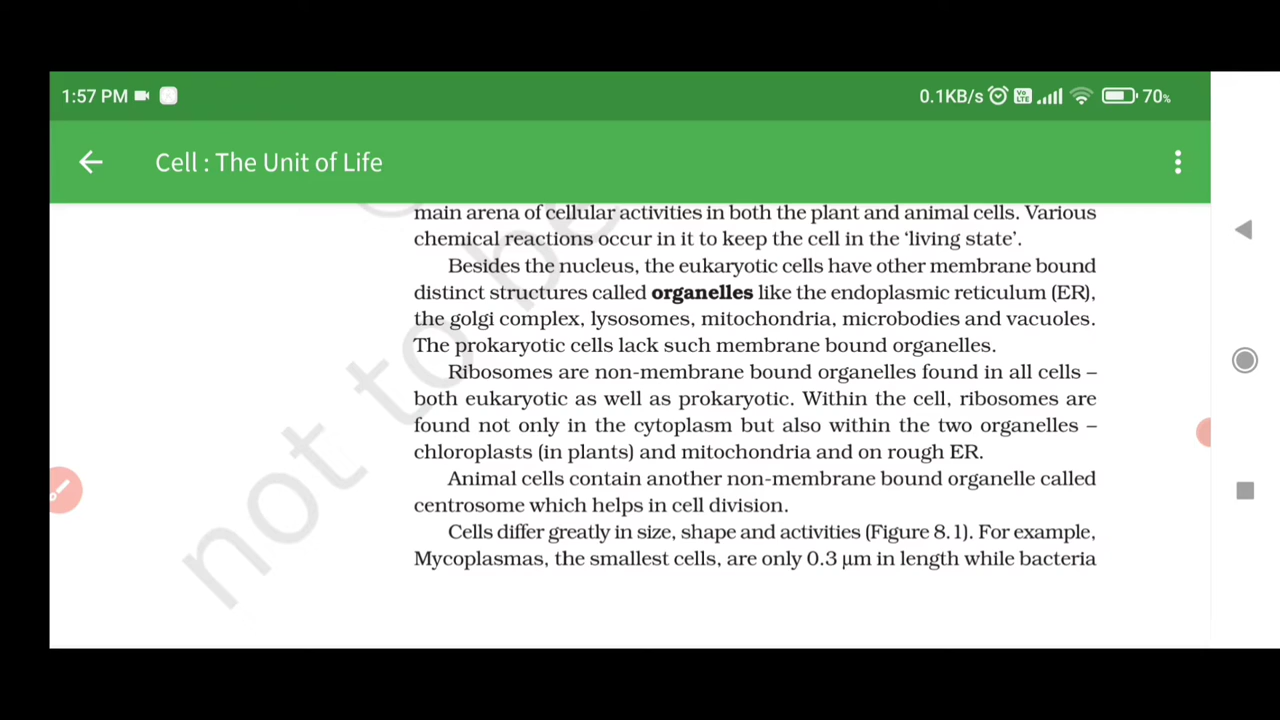 1:57 PM
0.1KB/s Vo LTE 70%
Cell : The Unit of Life
main arena of cellular activities in both the plant and animal cells. Various
chemical reactions occur in it to keep the cell in the ‘living state’.
Besides the nucleus, the eukaryotic cells have other membrane bound
distinct structures called organelles like the endoplasmic reticulum (ER),
the golgi complex, lysosomes, mitochondria, microbodies and vacuoles.
The prokaryotic cells lack such membrane bound organelles.
Ribosomes are non-membrane bound organelles found in all cells –
both eukaryotic as well as prokaryotic. Within the cell, ribosomes are
found not only in the cytoplasm but also within the two organelles –
chloroplasts (in plants) and mitochondria and on rough ER.
Animal cells contain another non-membrane bound organelle called
centrosome which helps in cell division.
Cells differ greatly in size, shape and activities (Figure 8.1). For example,
Mycoplasmas, the smallest cells, are only 0.3 µm in length while bacteria
not to be